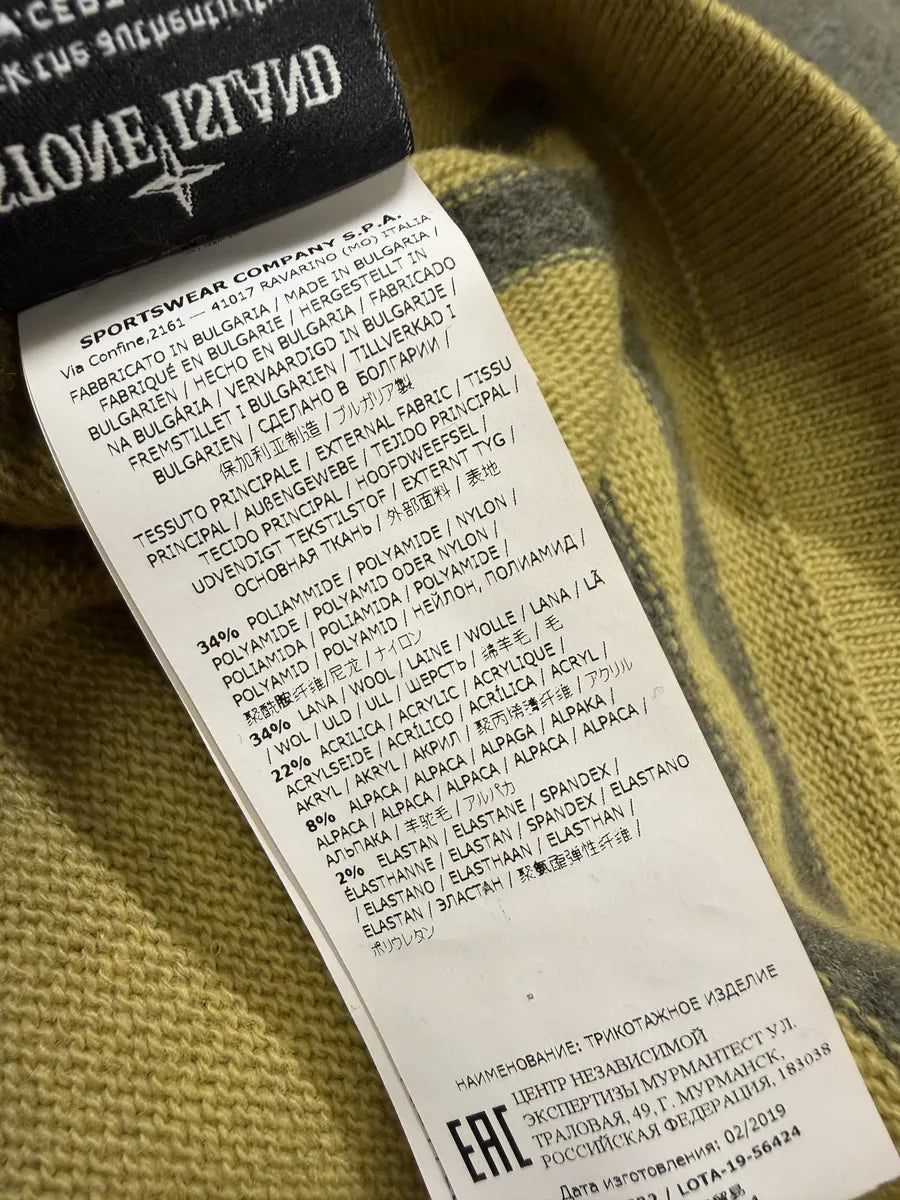 the authenticity
STONE ISLAND
SPORTSWEAR COMPANY S.P.A.
Via Confine,2161 — 41017 RAVARINO (MO) ITALIA
FABBRICATO IN BULGARIA / MADE IN BULGARIA /
FABRIQUÉ EN BULGARIE / HERGESTELLT IN
BULGARIEN / HECHO EN BULGARIA / FABRICADO
NA BULGÁRIA / VERVAARDIGD IN BULGARIJE /
FREMSTILLET I BULGARIEN / TILLVERKAD I
BULGARIEN / СДЕЛАНО В БОЛГАРИИ /
保加利亚制造 / ブルガリア製
TESSUTO PRINCIPALE / EXTERNAL FABRIC / TISSU
PRINCIPAL / AUßENGEWEBE / TEJIDO PRINCIPAL /
TECIDO PRINCIPAL / HOOFDWEEFSEL /
UDVENDIGT TEKSTILSTOF / EXTERNT TYG /
ОСНОВНАЯ ТКАНЬ / 外部面料 / 表地
34% POLIAMMIDE / POLYAMIDE / NYLON /
POLYAMIDE / POLYAMID ODER NYLON /
POLIAMIDA / POLIAMIDA / POLYAMIDE /
POLYAMID / POLYAMID / НЕЙЛОН, ПОЛИАМИД /
聚酰胺纤维/尼龙 / ナイロン
34% LANA / WOOL / LAINE / WOLLE / LANA / LÃ
/ WOL / ULD / ULL / ШЕРСТЬ / 绵羊毛 / 毛
22% ACRILICA / ACRYLIC / ACRYLIQUE /
ACRYLSEIDE / ACRÍLICO / ACRÍLICA / ACRYL /
AKRYL / AKRYL / АКРИЛ / 聚丙烯腈纤维 / アクリル
8% ALPACA / ALPACA / ALPAGA / ALPAKA /
ALPACA / ALPACA / ALPACA / ALPACA / ALPACA /
АЛЬПАКА / 羊驼毛 / アルパカ
2% ELASTAN / ELASTANE / SPANDEX /
ÉLASTHANNE / ELASTAN / SPANDEX / ELASTANO
/ ELASTANO / ELASTHAAN / ELASTHAN /
ELASTAN / ЭЛАСТАН / 聚氨酯弹性纤维 /
ポリウレタン
НАИМЕНОВАНИЕ: ТРИКОТАЖНОЕ ИЗДЕЛИЕ
EAC ЦЕНТР НЕЗАВИСИМОЙ
ЭКСПЕРТИЗЫ МУРМАНТЕСТ УЛ.
ТРАЛОВАЯ, 49, Г. МУРМАНСК,
РОССИЙСКАЯ ФЕДЕРАЦИЯ, 183038
Дата изготовления: 02/2019
/ LOTA-19-56424